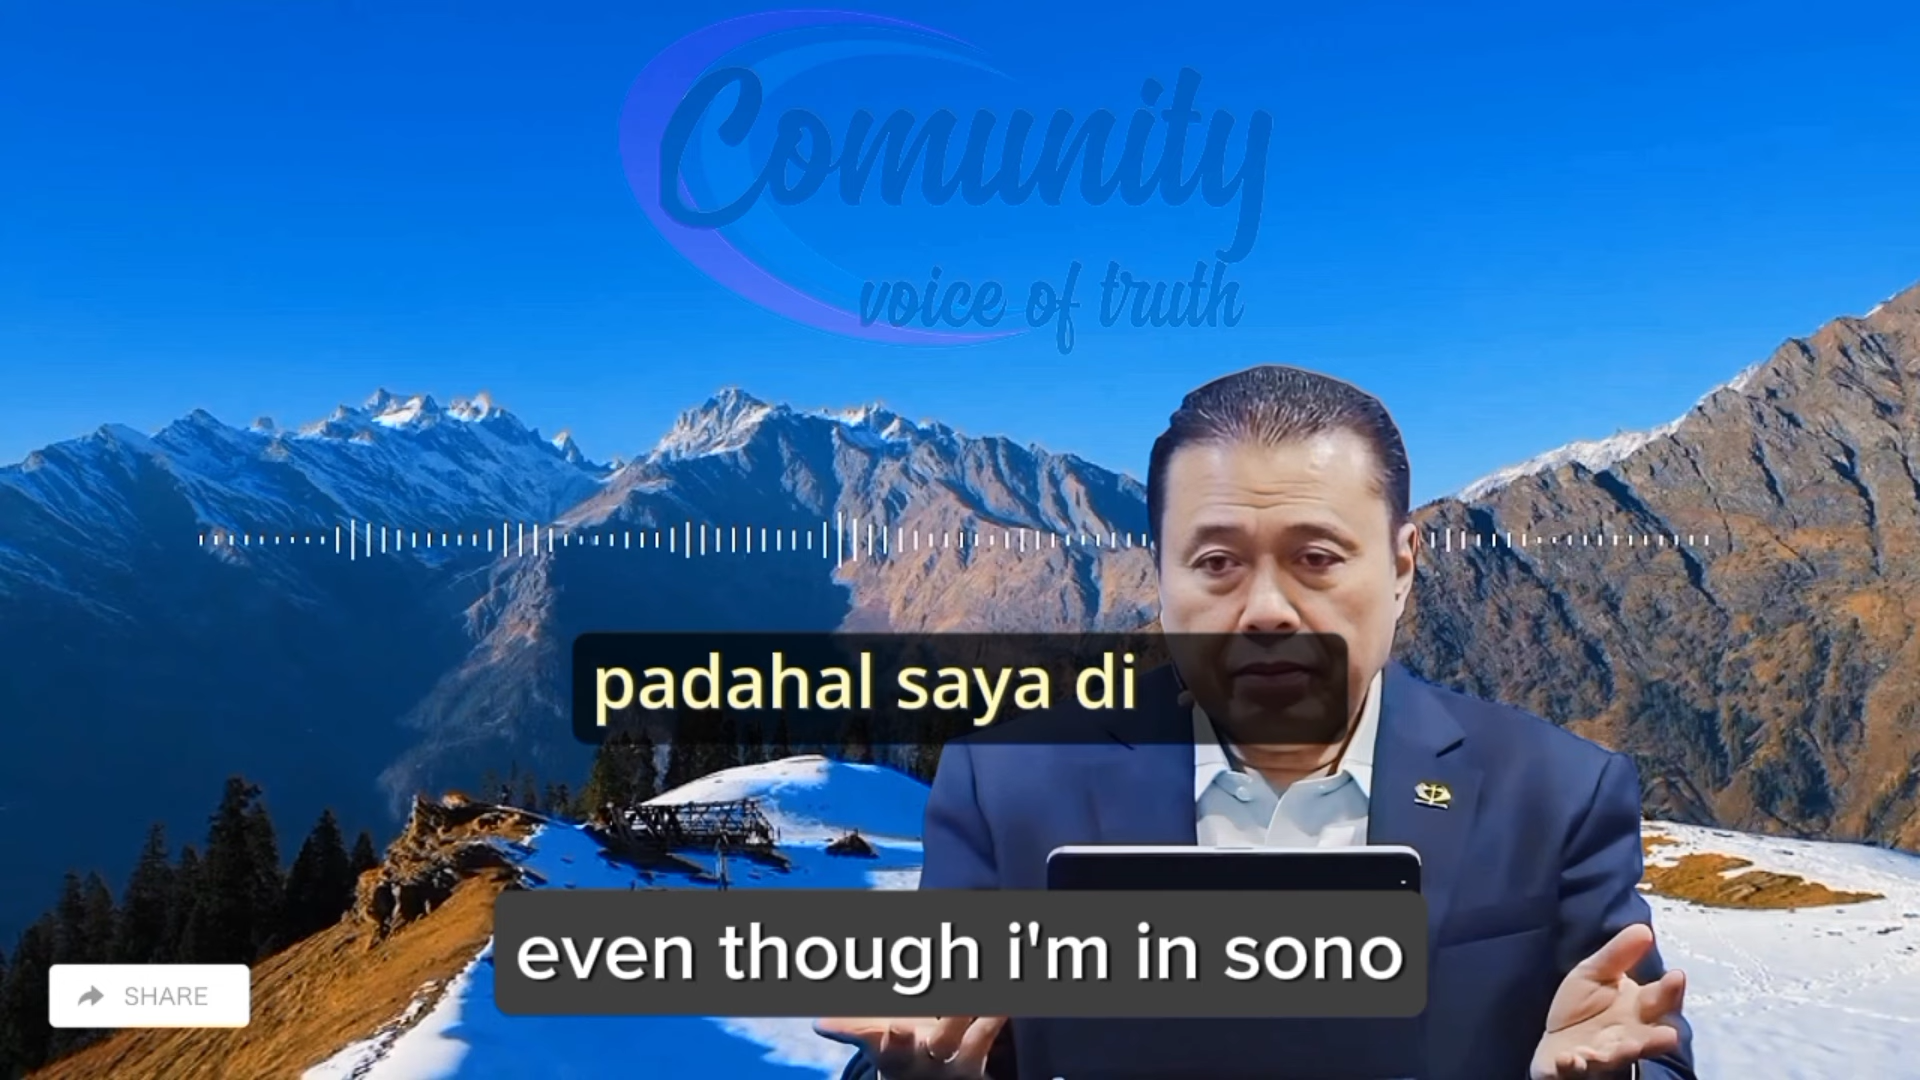 Comunity
voice of truth
padahal saya di
even though i'm in sono
SHARE